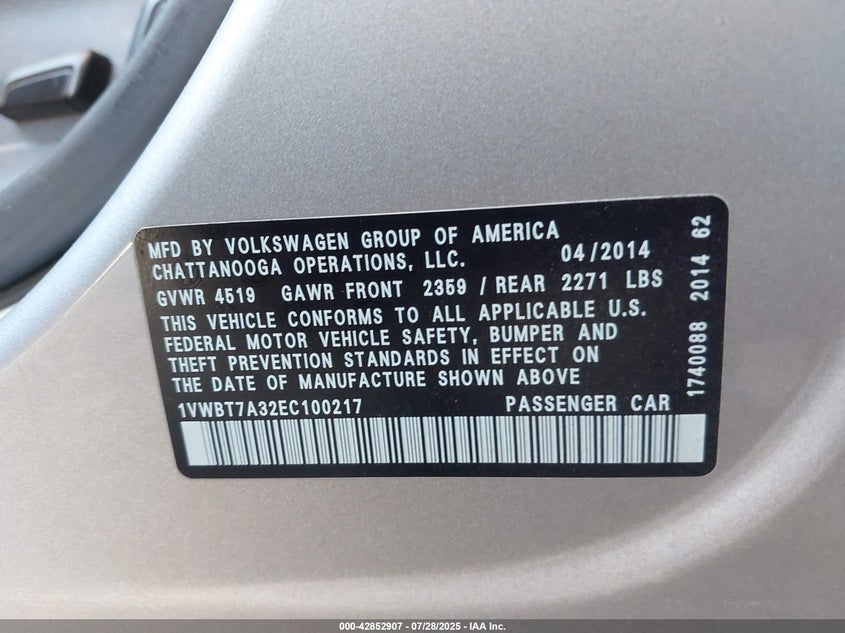 MFD BY VOLKSWAGEN GROUP OF AMERICA
CHATTANOOGA OPERATIONS, LLC. 04/2014
GVWR 4519 GAWR FRONT 2359 / REAR 2271 LBS
THIS VEHICLE CONFORMS TO ALL APPLICABLE U.S.
FEDERAL MOTOR VEHICLE SAFETY, BUMPER AND
THEFT PREVENTION STANDARDS IN EFFECT ON
THE DATE OF MANUFACTURE SHOWN ABOVE
1VWBT7A32EC100217 PASSENGER CAR
1740088 2014 62
000-42852907 - 07/28/2025 - IAA Inc.